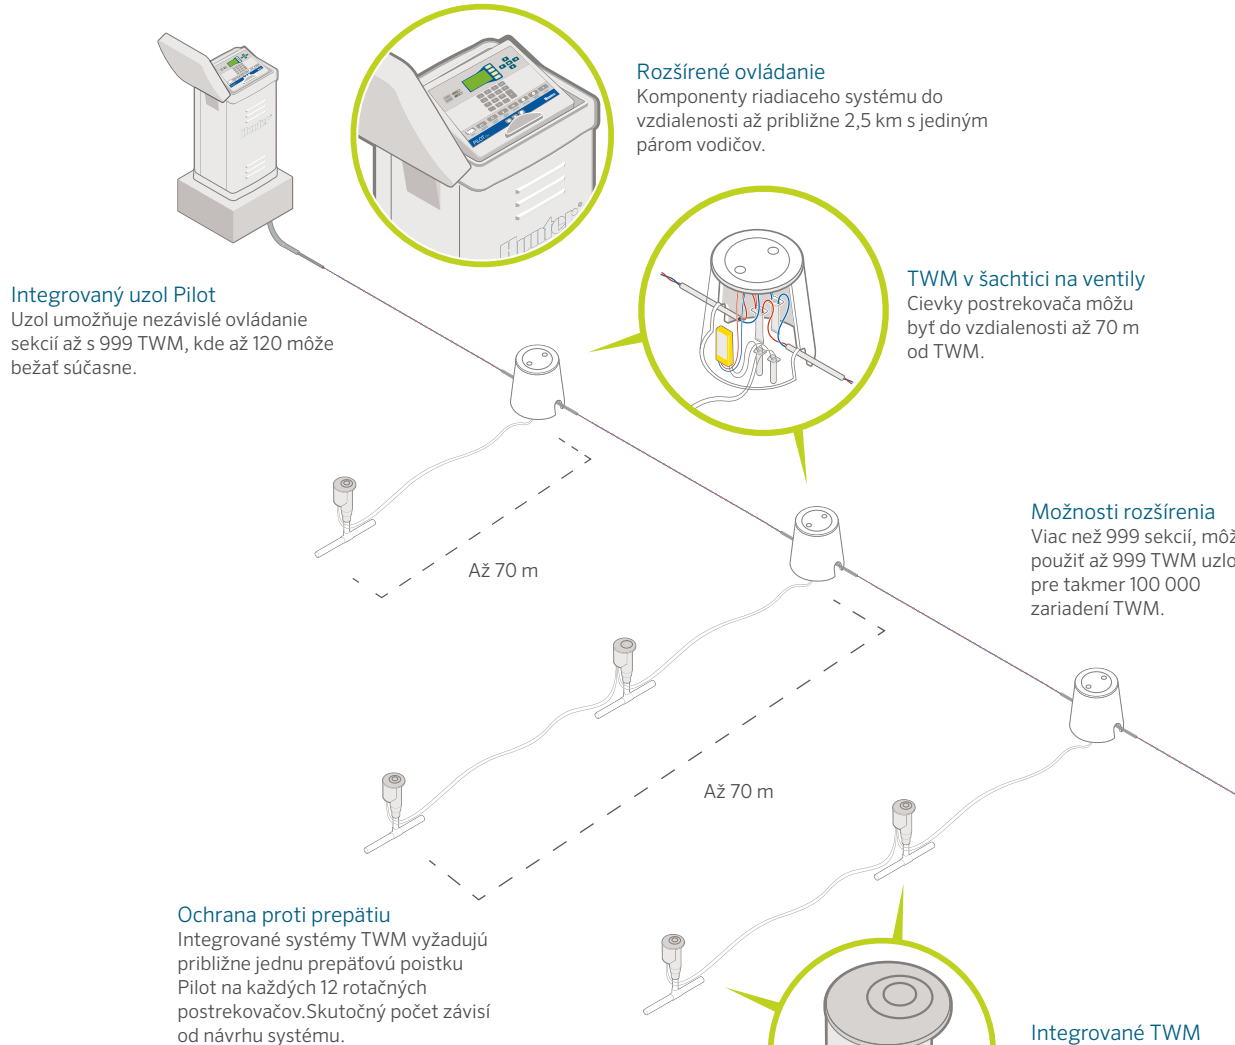 Rozšírené ovládanie
Komponenty riadiaceho systému do
vzdialenosti až približne 2,5 km s jediným
párom vodičov.
PILOT
Hunter
TWM v šachtici na ventily
Cievky postrekovača môžu
byť do vzdialenosti až 70 m
od TWM.
Integrovaný uzol Pilot
Uzol umožňuje nezávislé ovládanie
sekcií až s 999 TWM, kde až 120 môže
bežať súčasne.
Až 70 m
Možnosti rozšírenia
Viac než 999 sekcií,
použiť až 999 TWM
pre takmer 100 000
zariadení TWM.
Až 70 m
Ochrana proti prepätiu
Integrované systémy TWM vyžadujú
približne jednu prepäťovú poistku
Pilot na každých 12 rotačných
postrekovačov.Skutočný počet závisí
od návrhu systému.
Integrované TWM